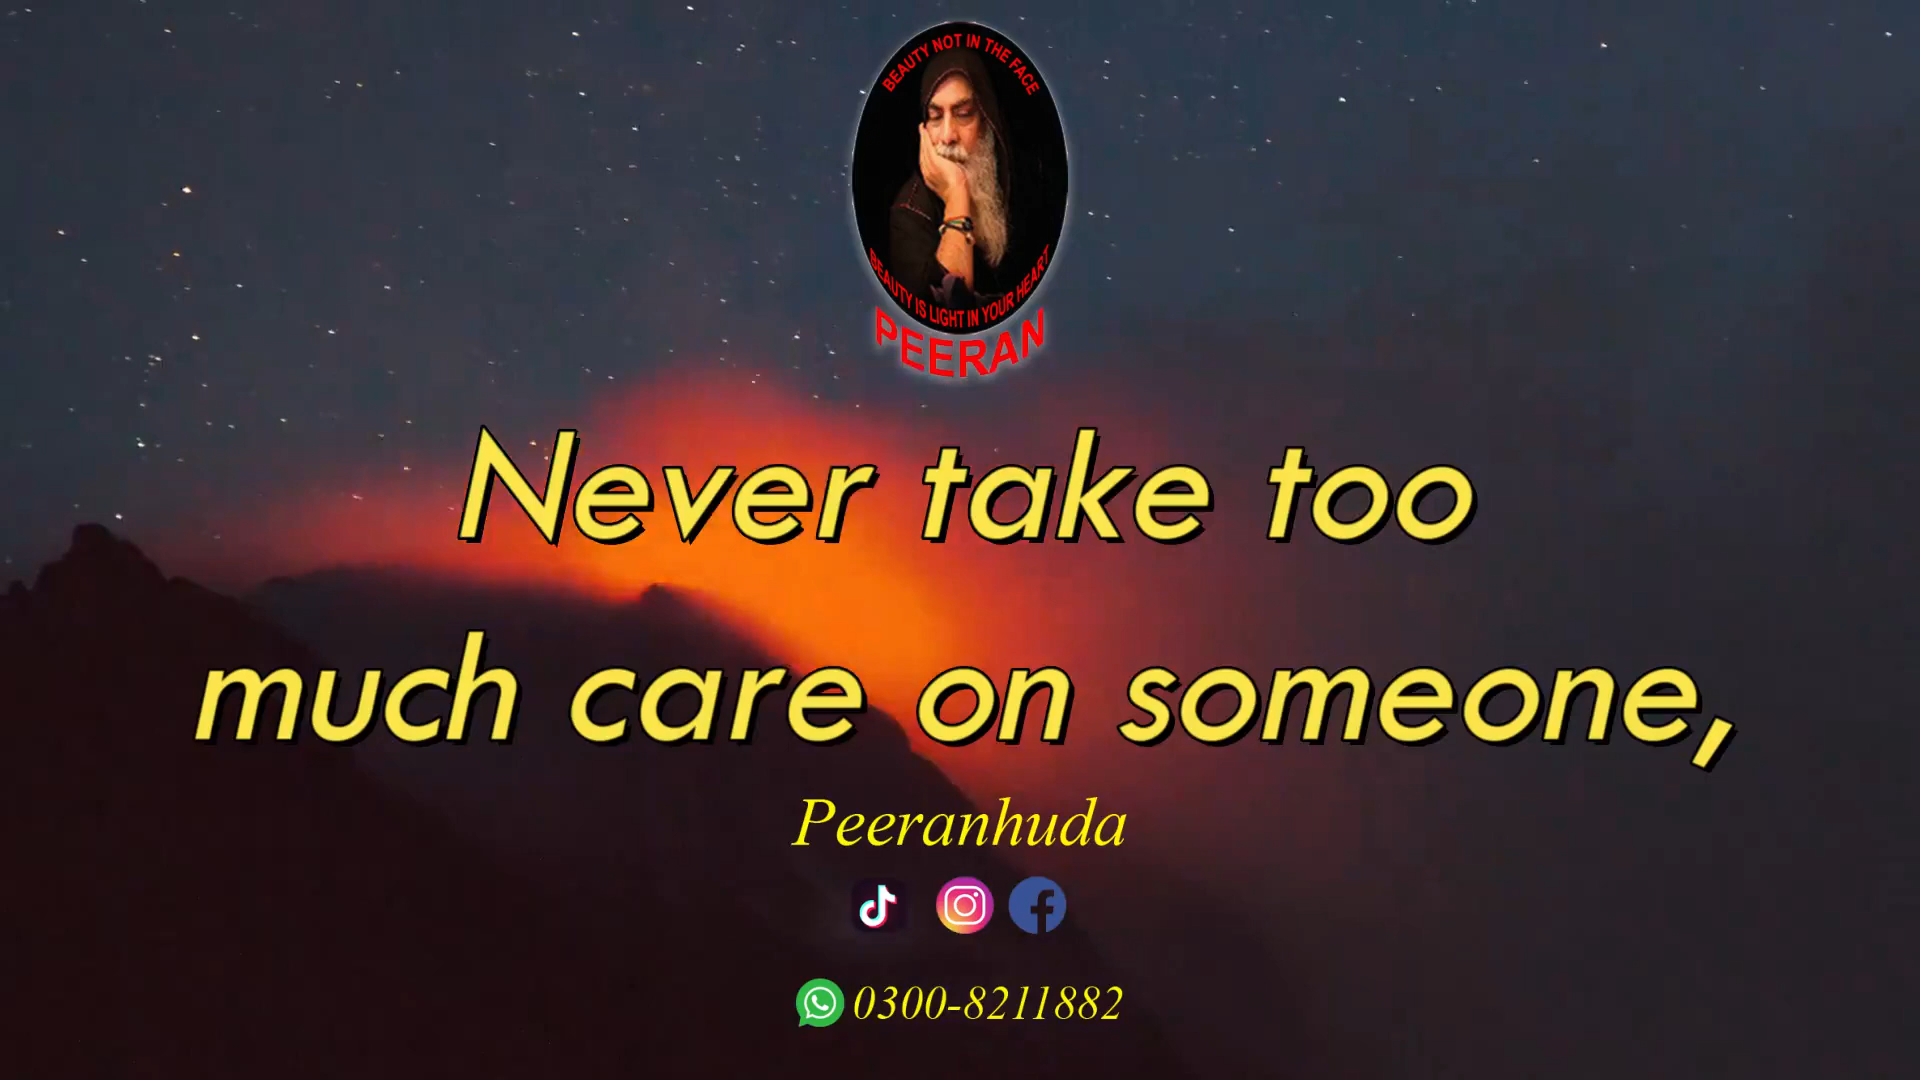 BEAUTY NOT IN THE FACE
BEAUTY IS LIGHT IN YOUR HEART
PEERAN
Never take too
much care on someone,
Peeranhuda
0300-8211882